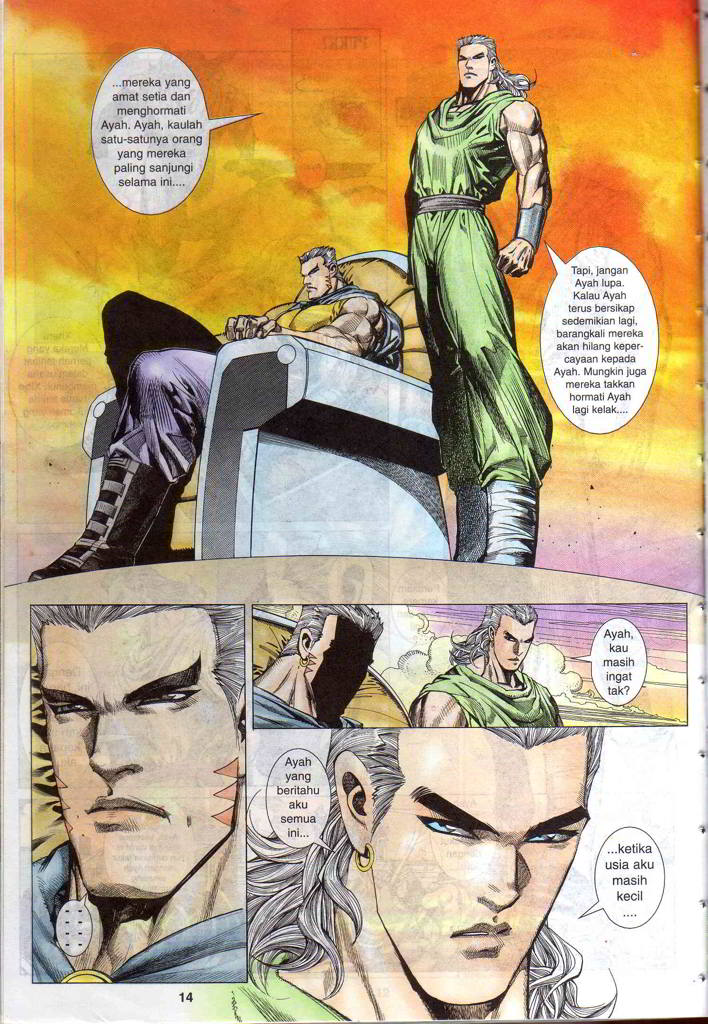 ...mereka yang
amat setia dan
menghormati
Ayah. Ayah, kaulah
satu-satunya orang
yang mereka
paling sanjungi
selama ini....
Tapi, jangan
Ayah lupa.
Kalau Ayah
terus bersikap
sedemikian lagi,
barangkali mereka
akan hilang keper-
cayaan kepada
Ayah. Mungkin juga
mereka takkan
hormati Ayah
lagi kelak....
Ayah,
kau
masih
ingat
tak?
Ayah
yang
beritahu
aku
semua
ini...
...ketika
usia aku
masih
kecil
....
14